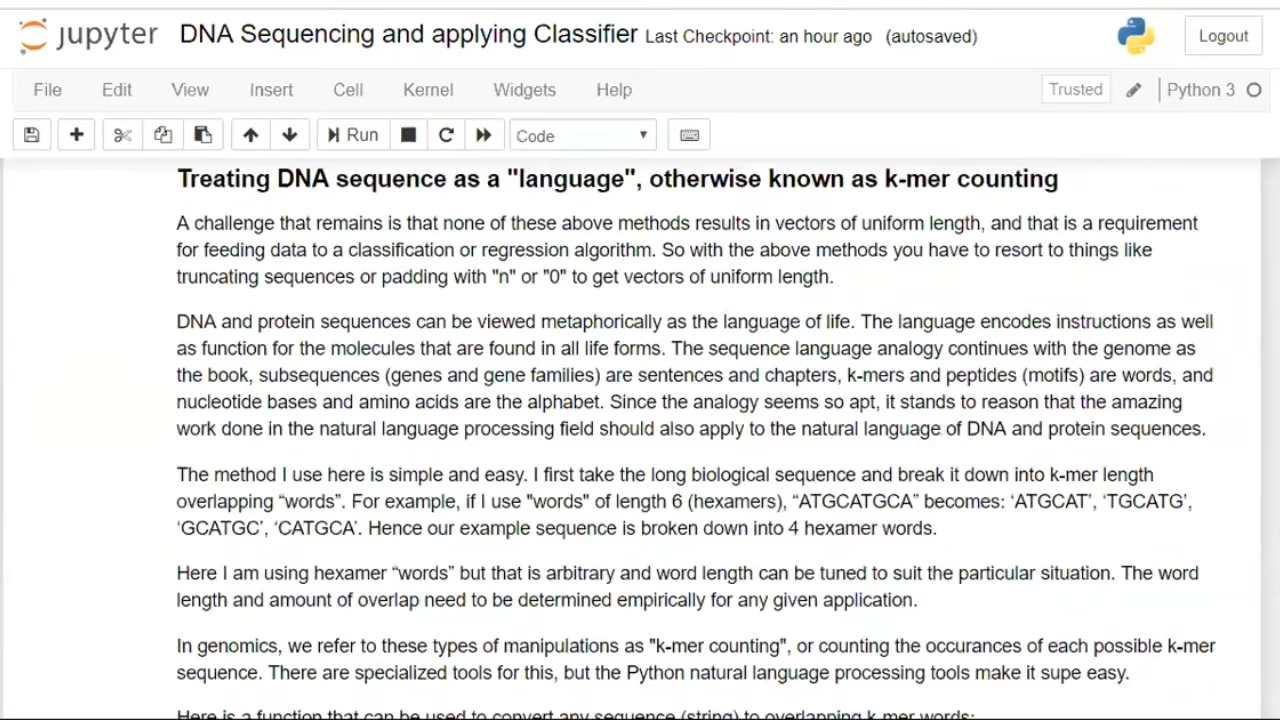 jupyter DNA Sequencing and applying Classifier Last Checkpoint: an hour ago (autosaved) Logout
File Edit View Insert Cell Kernel Widgets Help Trusted Python 3
Run Code
Treating DNA sequence as a "language", otherwise known as k-mer counting
A challenge that remains is that none of these above methods results in vectors of uniform length, and that is a requirement
for feeding data to a classification or regression algorithm. So with the above methods you have to resort to things like
truncating sequences or padding with "n" or "0" to get vectors of uniform length.
DNA and protein sequences can be viewed metaphorically as the language of life. The language encodes instructions as well
as function for the molecules that are found in all life forms. The sequence language analogy continues with the genome as
the book, subsequences (genes and gene families) are sentences and chapters, k-mers and peptides (motifs) are words, and
nucleotide bases and amino acids are the alphabet. Since the analogy seems so apt, it stands to reason that the amazing
work done in the natural language processing field should also apply to the natural language of DNA and protein sequences.
The method I use here is simple and easy. I first take the long biological sequence and break it down into k-mer length
overlapping “words”. For example, if I use "words" of length 6 (hexamers), “ATGCATGCA” becomes: ‘ATGCAT’, ‘TGCATG’,
‘GCATGC’, ‘CATGCA’. Hence our example sequence is broken down into 4 hexamer words.
Here I am using hexamer “words” but that is arbitrary and word length can be tuned to suit the particular situation. The word
length and amount of overlap need to be determined empirically for any given application.
In genomics, we refer to these types of manipulations as "k-mer counting", or counting the occurances of each possible k-mer
sequence. There are specialized tools for this, but the Python natural language processing tools make it supe easy.
Here is a function that can be used to convert any sequence (string) to overlapping k-mer words: